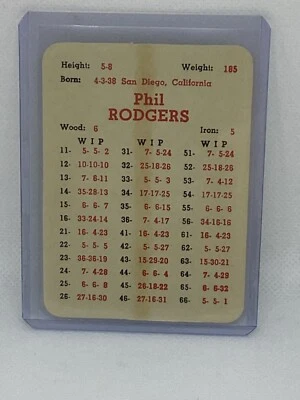 Height: 5-8 Weight: 185
Born: 4-3-38 San Diego, California
Phil
RODGERS
Wood: 6 Iron: 5
W I P W I P W I P
11- 5- 5- 2 31- 7- 5-24 51- 7- 5-24
12- 10-10-10 32- 25-18-26 52- 25-18-26
13- 7- 6-11 33- 5- 5- 3 53- 7- 4-12
14- 35-28-13 34- 17-17-25 54- 17-17-25
15- 6- 6- 7 35- 6- 6- 7 55- 6- 6- 6
16- 33-24-14 36- 20-21-21 56- 34-16-16
21- 16- 4-23 41- 16- 4-23 61- 16- 4-23
22- 5- 5- 5 42- 5- 5- 4 62- 5- 5- 5
23- 36-36-19 43- 15-29-20 63- 15-30-21
24- 7- 4-28 44- 6- 6- 4 64- 7- 4-29
25- 6- 6- 8 45- 26-18-22 65- 6- 6-32
26- 27-16-30 46- 27-16-31 66- 5- 5- 1